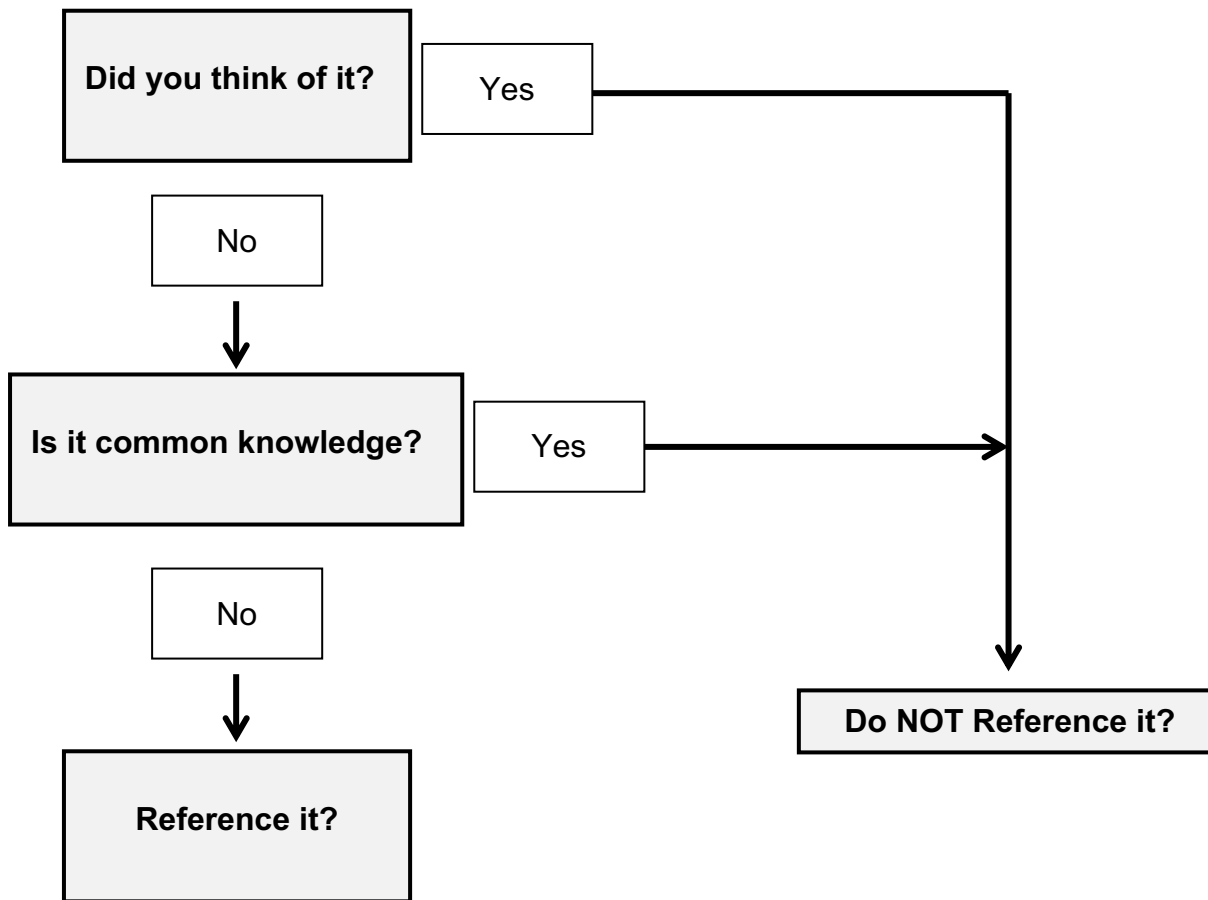 Did you think of it?
Yes
No
Is it common knowledge?
Yes
No
Do NOT Reference it?
Reference it?